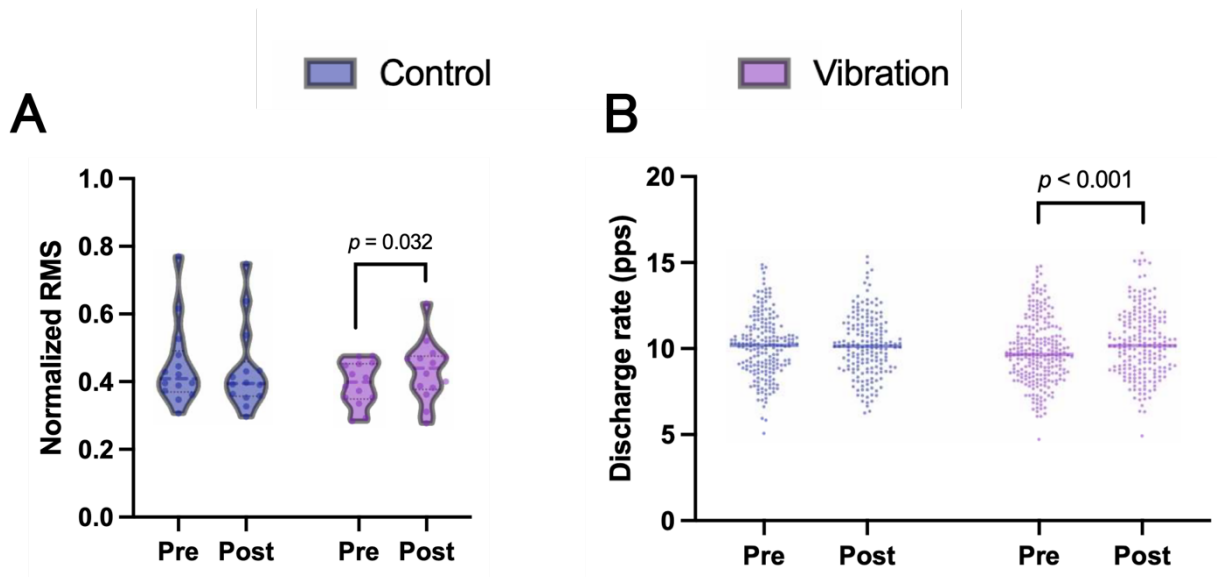 Control
Vibration
A
B
Normalized RMS
1.0
0.8
0.6
0.4
0.2
0.0
p = 0.032
Pre
Post
Pre
Post
Discharge rate (pps)
20
15
10
5
0
p < 0.001
Pre
Post
Pre
Post